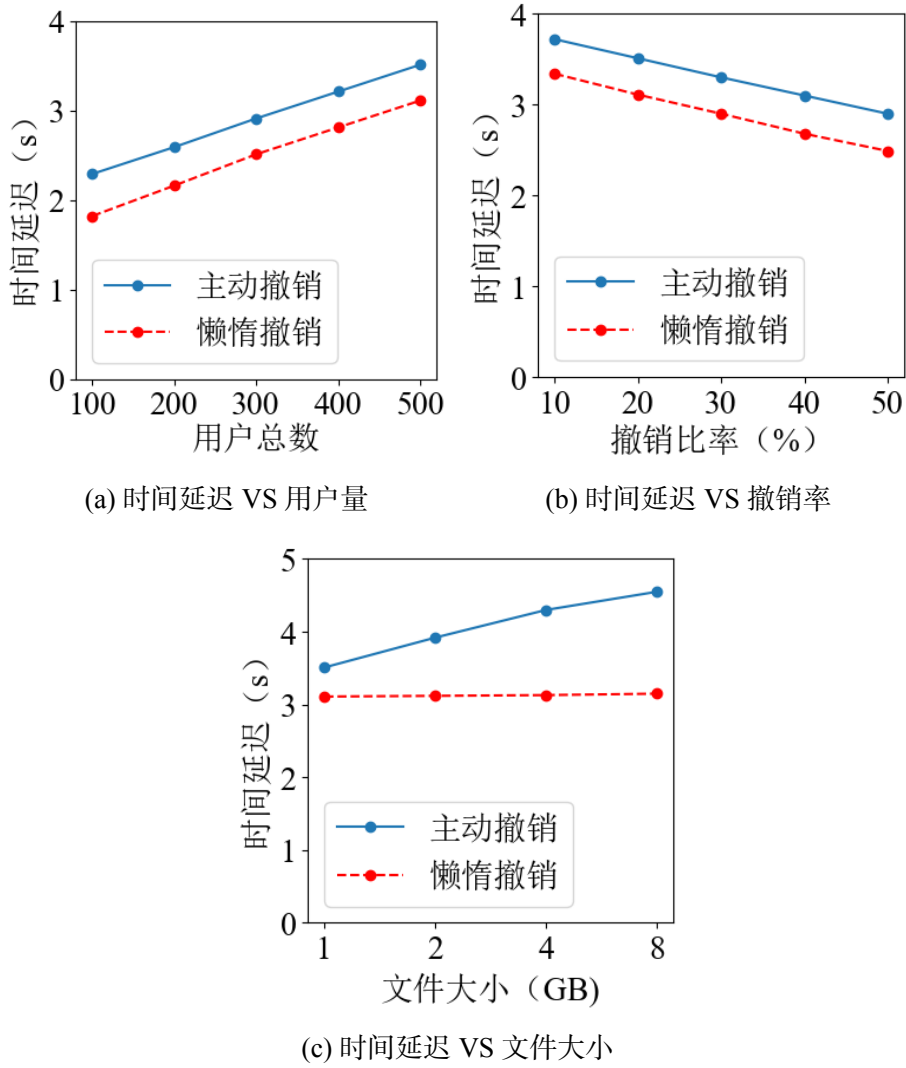 4
3
2
1
0
时间延迟（s）
主动撤销
懒惰撤销
100 200 300 400 500
用户总数
(a) 时间延迟 VS 用户量
4
3
2
1
0
时间延迟（s）
主动撤销
懒惰撤销
10 20 30 40 50
撤销比率（%）
(b) 时间延迟 VS 撤销率
5
4
3
2
1
0
时间延迟（s）
主动撤销
懒惰撤销
1 2 4 8
文件大小（GB)
(c) 时间延迟 VS 文件大小